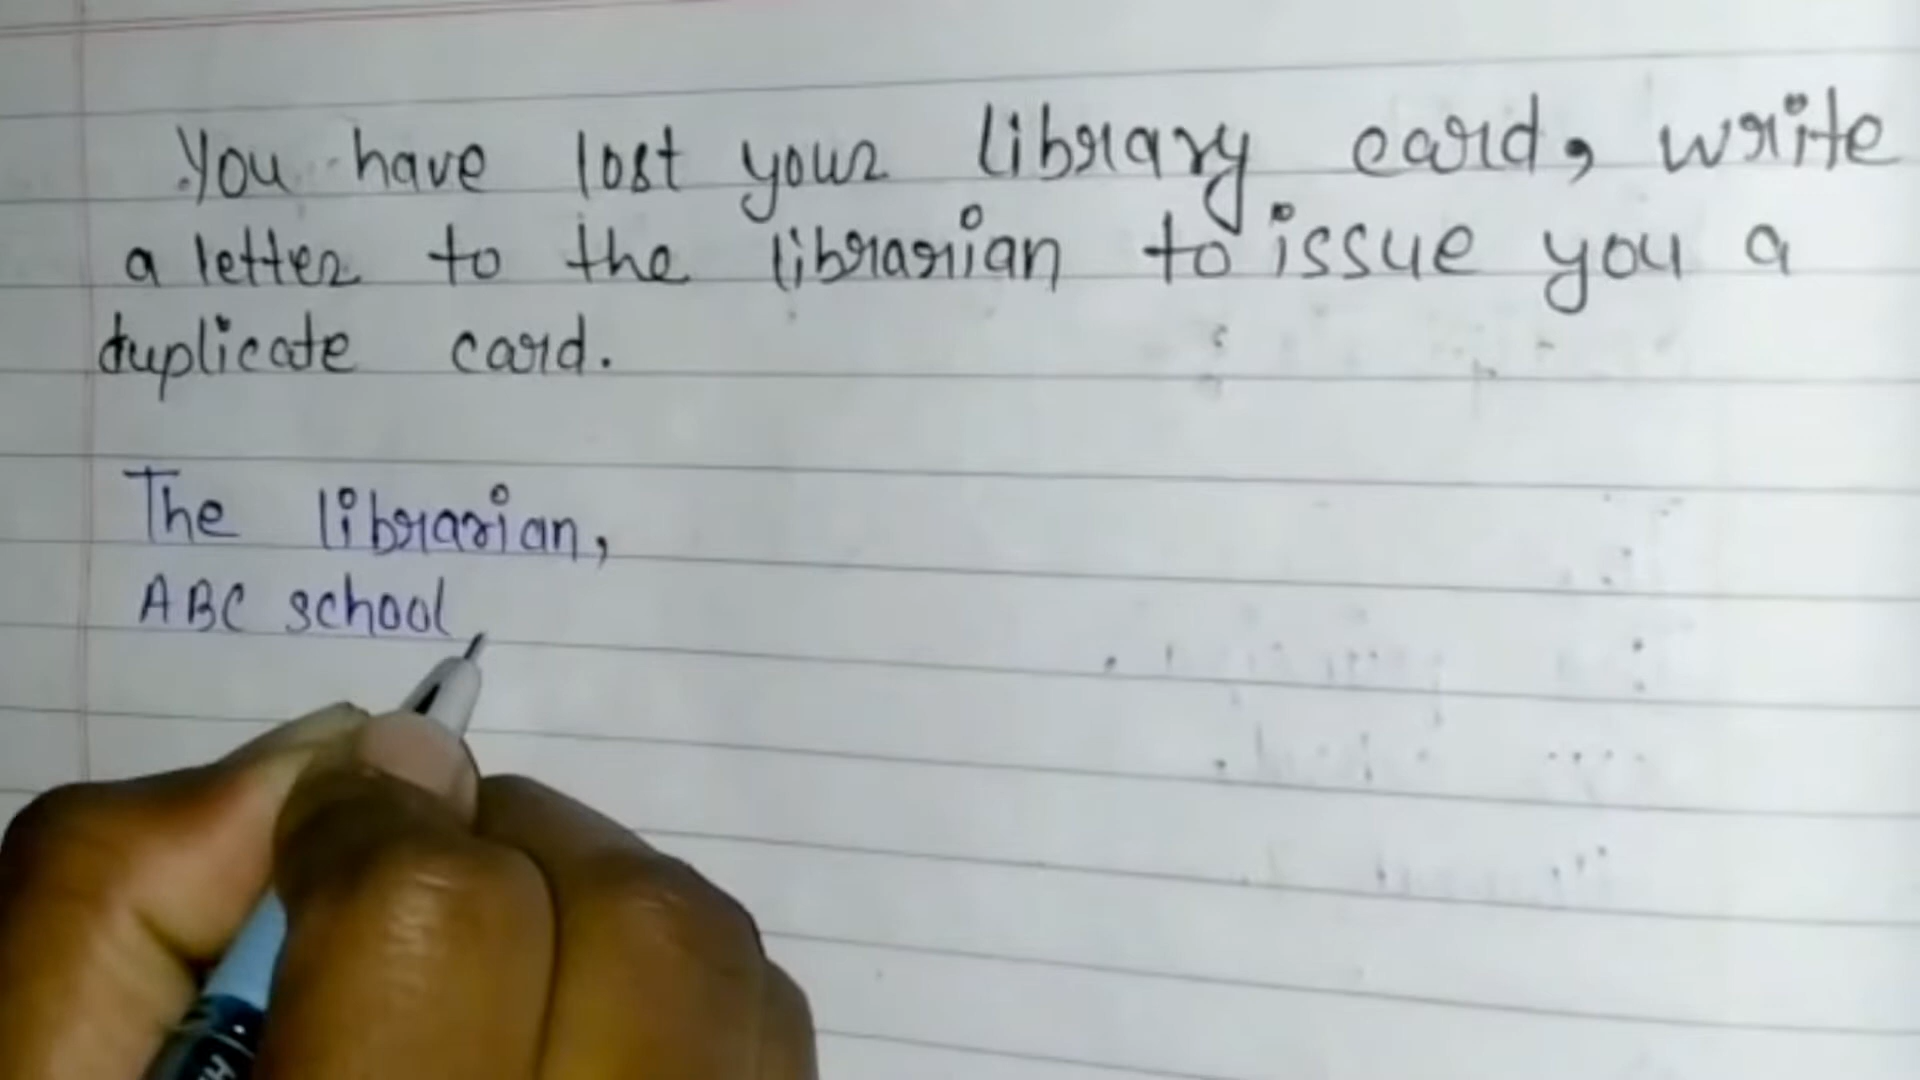 You have lost your library card, write
a letter to the librarian to issue you a
duplicate card.
The librarian,
ABC school